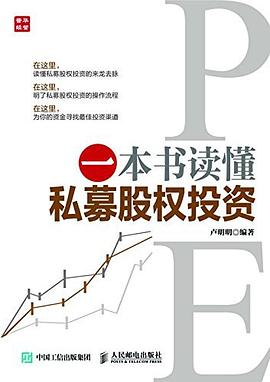 普华
经管
在这里，
读懂私募股权投资的来龙去脉
在这里，
明了私募股权投资的操作流程
在这里，
为你的资金寻找最佳投资渠道
P
一本书读懂
私募股权投资
卢明明◎编著
E
中国工信出版集团
人民邮电出版社
POSTS & TELECOM PRESS